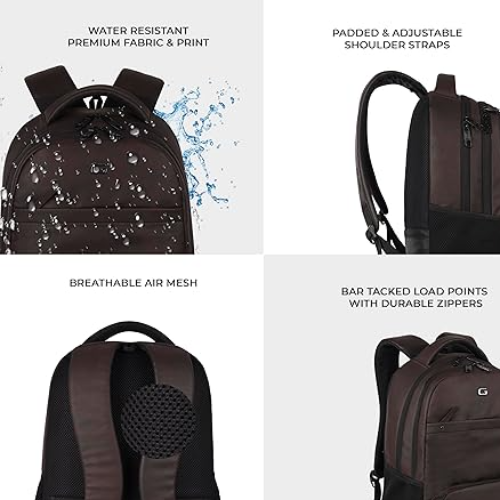 WATER RESISTANT
PREMIUM FABRIC & PRINT
PADDED & ADJUSTABLE
SHOULDER STRAPS
BREATHABLE AIR MESH
BAR TACKED LOAD POINTS
WITH DURABLE ZIPPERS
G